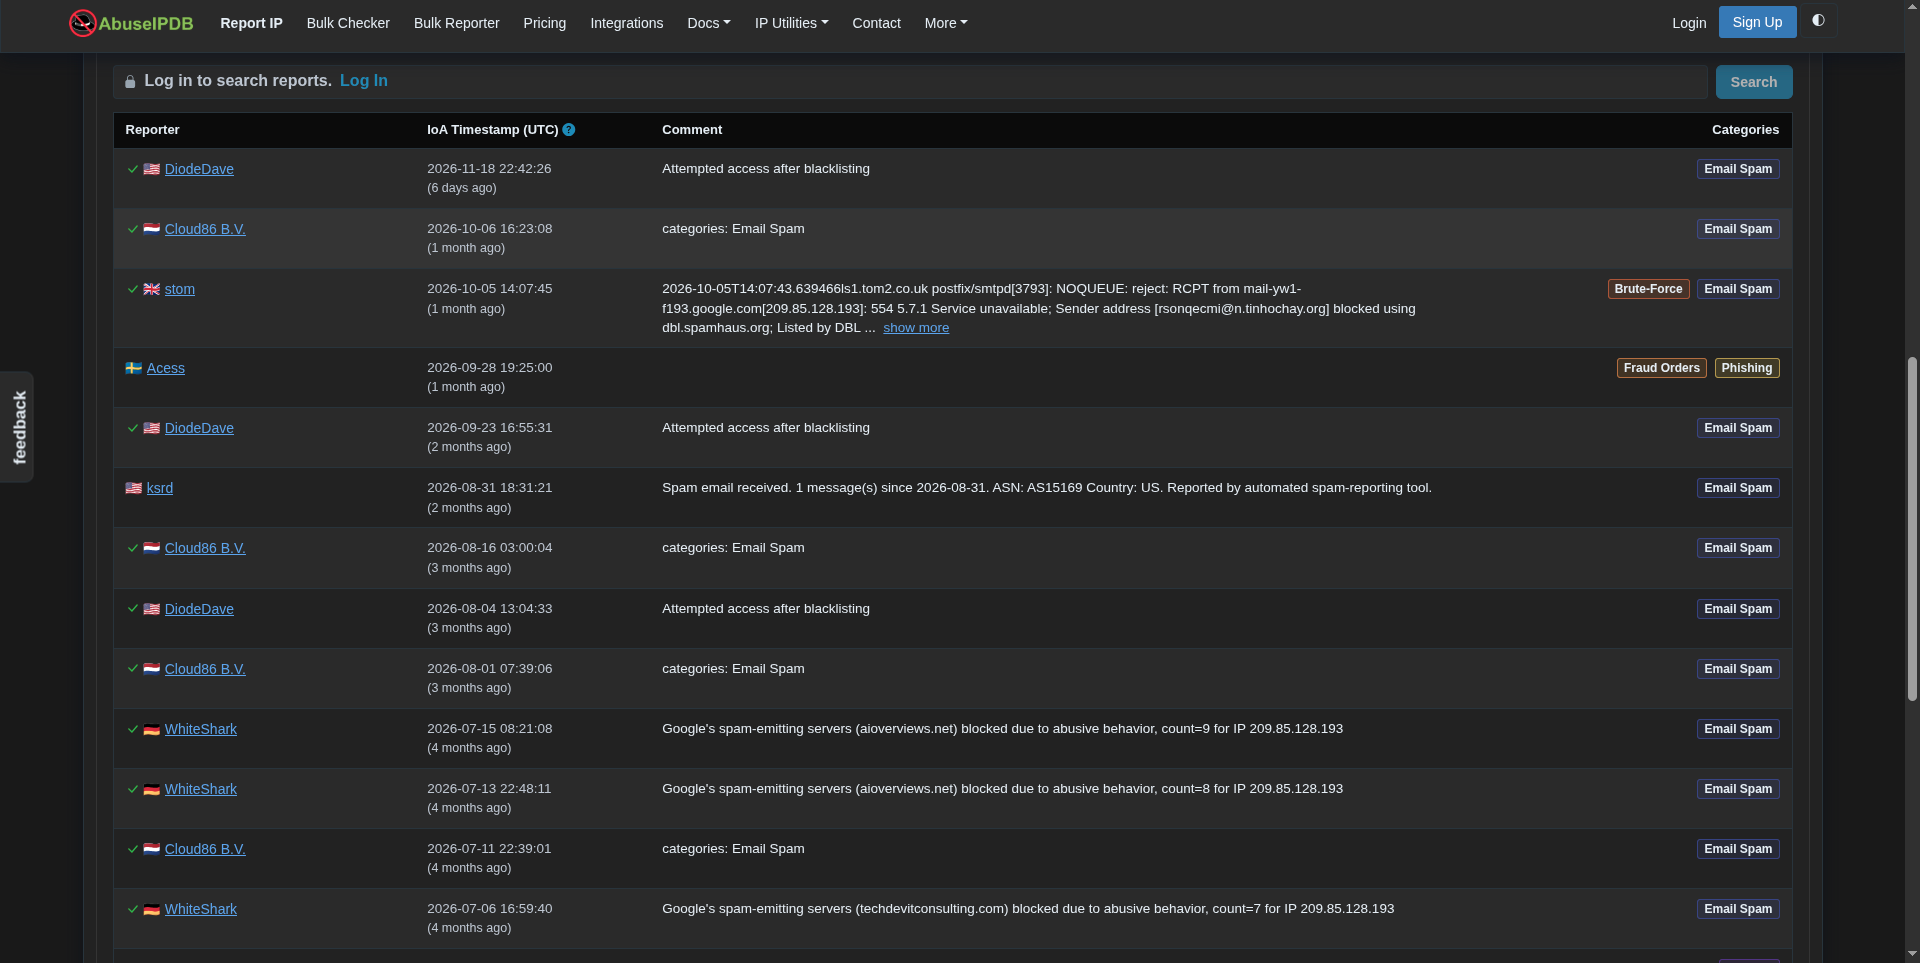 AbuseIPDB Report IP Bulk Checker Bulk Reporter Pricing Integrations Docs IP Utilities Contact More Login Sign Up
Log in to search reports. Log In Search
Reporter IoA Timestamp (UTC) ? Comment Categories
DiodeDave 2026-11-18 22:42:26 Attempted access after blacklisting Email Spam
(6 days ago)
Cloud86 B.V. 2026-10-06 16:23:08 categories: Email Spam Email Spam
(1 month ago)
stom 2026-10-05 14:07:45 2026-10-05T14:07:43.639466ls1.tom2.co.uk postfix/smtpd[3793]: NOQUEUE: reject: RCPT from mail-yw1- Brute-Force Email Spam
(1 month ago) f193.google.com[209.85.128.193]: 554 5.7.1 Service unavailable; Sender address [rsonqecmi@n.tinhochay.org] blocked using
dbl.spamhaus.org; Listed by DBL ... show more
Acess 2026-09-28 19:25:00 Fraud Orders Phishing
(1 month ago)
DiodeDave 2026-09-23 16:55:31 Attempted access after blacklisting Email Spam
(2 months ago)
feedback
ksrd 2026-08-31 18:31:21 Spam email received. 1 message(s) since 2026-08-31. ASN: AS15169 Country: US. Reported by automated spam-reporting tool. Email Spam
(2 months ago)
Cloud86 B.V. 2026-08-16 03:00:04 categories: Email Spam Email Spam
(3 months ago)
DiodeDave 2026-08-04 13:04:33 Attempted access after blacklisting Email Spam
(3 months ago)
Cloud86 B.V. 2026-08-01 07:39:06 categories: Email Spam Email Spam
(3 months ago)
WhiteShark 2026-07-15 08:21:08 Google's spam-emitting servers (aioverviews.net) blocked due to abusive behavior, count=9 for IP 209.85.128.193 Email Spam
(4 months ago)
WhiteShark 2026-07-13 22:48:11 Google's spam-emitting servers (aioverviews.net) blocked due to abusive behavior, count=8 for IP 209.85.128.193 Email Spam
(4 months ago)
Cloud86 B.V. 2026-07-11 22:39:01 categories: Email Spam Email Spam
(4 months ago)
WhiteShark 2026-07-06 16:59:40 Google's spam-emitting servers (techdevitconsulting.com) blocked due to abusive behavior, count=7 for IP 209.85.128.193 Email Spam
(4 months ago)